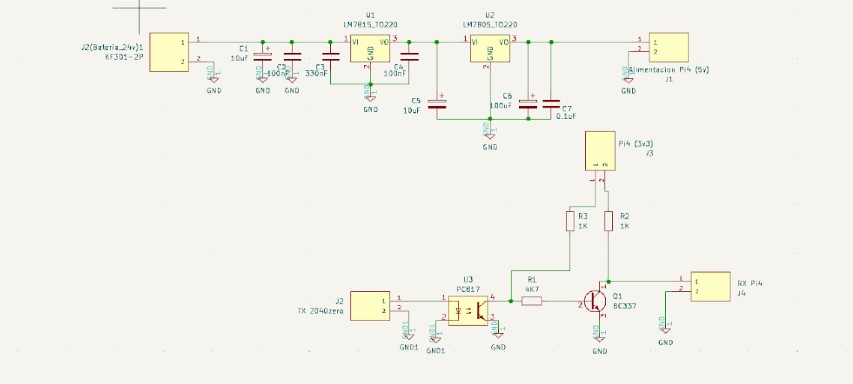 U1
LM7815_TO220
U2
LM7805_TO220
J2(Bateria_24v)1
KF301-2P
1
2
C1
10uF
C2
100nF
C3
330nF
1 VI VO 3
GND
2
C4
100nF
1 VI VO 3
GND
2
1
2
Alimentacion Pi4 (5v)
J1
GND
GND
GND
GND
GND
C5
10uF
C6
100uF
C7
0.1uF
GND
Pi4 (3v3)
J3
1 2
R3
1K
R2
1K
J2
TX 2040zero
1
2
GND1
GND1
U3
PC817
1
2
4
3
GND
R1
4K7
Q1
BC337
1
2
3
GND
1
2
RX Pi4
J4
GND